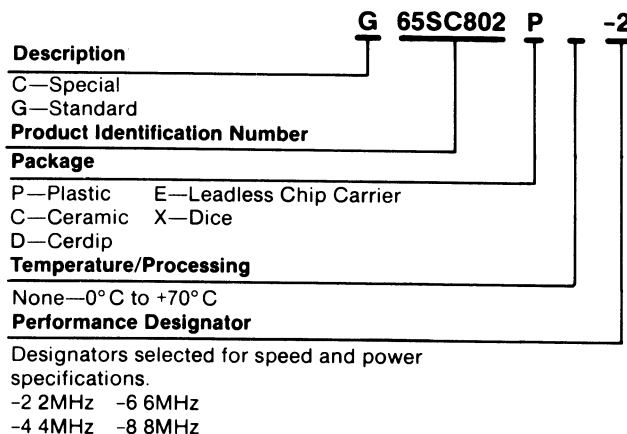 G 65SC802 P -2
Description
C—Special
G—Standard
Product Identification Number
Package
P—Plastic E—Leadless Chip Carrier
C—Ceramic X—Dice
D—Cerdip
Temperature/Processing
None—0°C to +70°C
Performance Designator
Designators selected for speed and power
specifications.
-2 2MHz -6 6MHz
-4 4MHz -8 8MHz